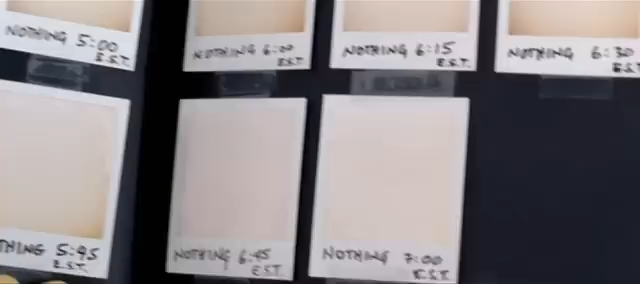 NOTHING 5:00
E.S.T.
NOTHING 6:00
E.S.T.
NOTHING 6:15
E.S.T.
NOTHING 6:30
E.S.T.
THING 5:45
E.S.T.
NOTHING 6:45
E.S.T.
NOTHING 7:00
E.S.T.